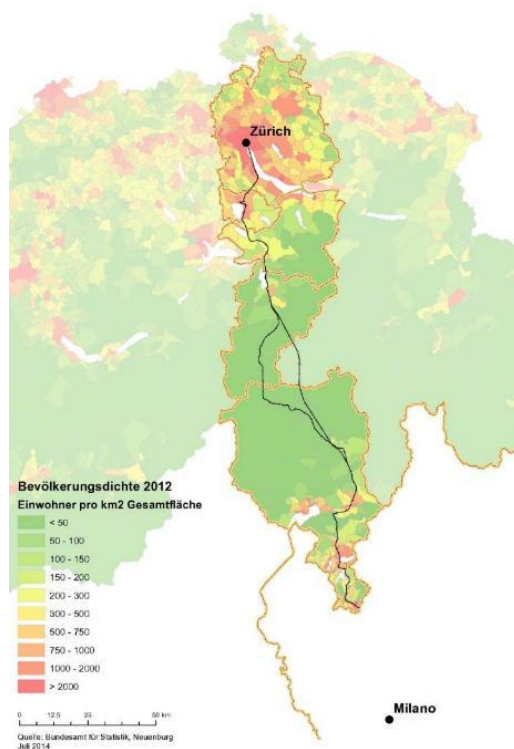 Zürich
Bevölkerungsdichte 2012
Einwohner pro km2 Gesamtfläche
< 50
50 - 100
100 - 150
150 - 200
200 - 300
300 - 500
500 - 750
750 - 1000
1000 - 2000
> 2000
0 12.5 25 50 km
Milano
Quelle: Bundesamt für Statistik, Neuenburg
Juli 2014